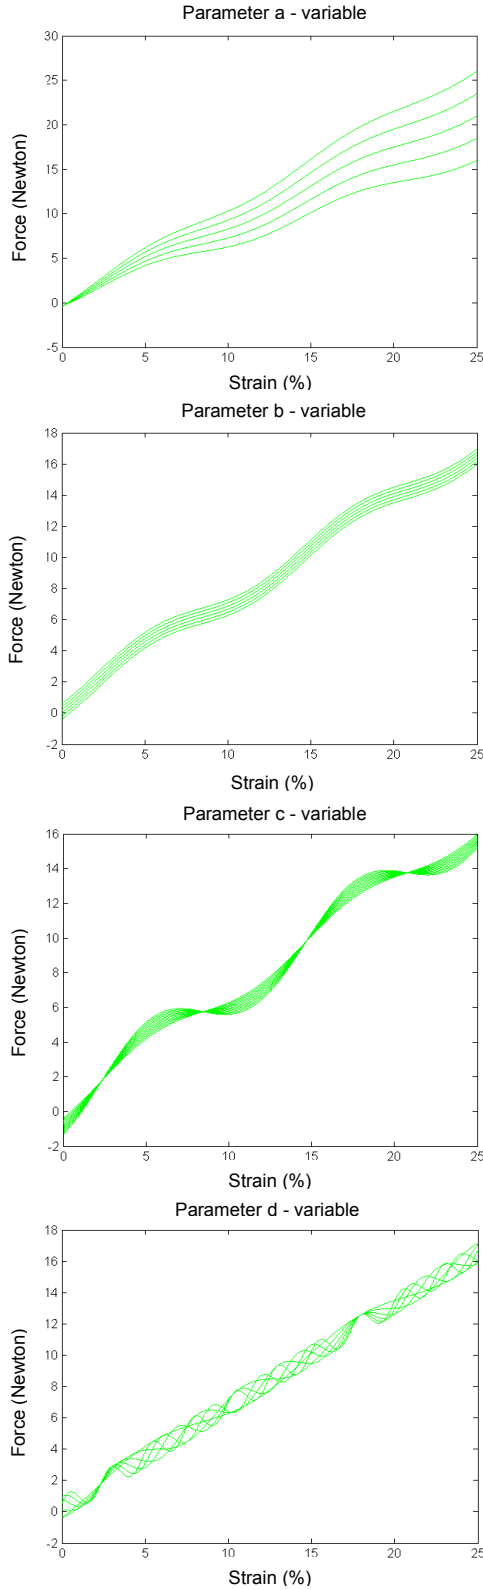 Parameter a - variable
30
25
20
15
10
5
0
-5
0 5 10 15 20 25
Force (Newton)
Strain (%)
Parameter b - variable
18
16
14
12
10
8
6
4
2
0
-2
0 5 10 15 20 25
Force (Newton)
Strain (%)
Parameter c - variable
16
14
12
10
8
6
4
2
0
-2
0 5 10 15 20 25
Force (Newton)
Strain (%)
Parameter d - variable
18
16
14
12
10
8
6
4
2
0
-2
0 5 10 15 20 25
Force (Newton)
Strain (%)